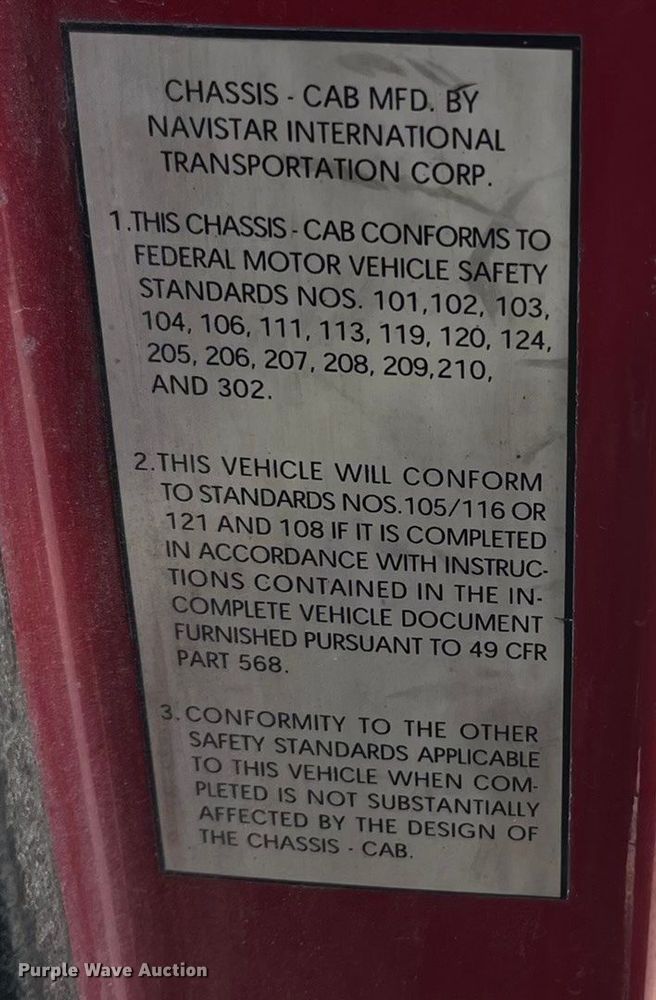 CHASSIS - CAB MFD. BY
NAVISTAR INTERNATIONAL
TRANSPORTATION CORP.
1.THIS CHASSIS - CAB CONFORMS TO
FEDERAL MOTOR VEHICLE SAFETY
STANDARDS NOS. 101,102, 103,
104, 106, 111, 113, 119, 120, 124,
205, 206, 207, 208, 209,210,
AND 302.
2.THIS VEHICLE WILL CONFORM
TO STANDARDS NOS.105/116 OR
121 AND 108 IF IT IS COMPLETED
IN ACCORDANCE WITH INSTRUC-
TIONS CONTAINED IN THE IN-
COMPLETE VEHICLE DOCUMENT
FURNISHED PURSUANT TO 49 CFR
PART 568.
3. CONFORMITY TO THE OTHER
SAFETY STANDARDS APPLICABLE
TO THIS VEHICLE WHEN COM-
PLETED IS NOT SUBSTANTIALLY
AFFECTED BY THE DESIGN OF
THE CHASSIS - CAB.
Purple Wave Auction